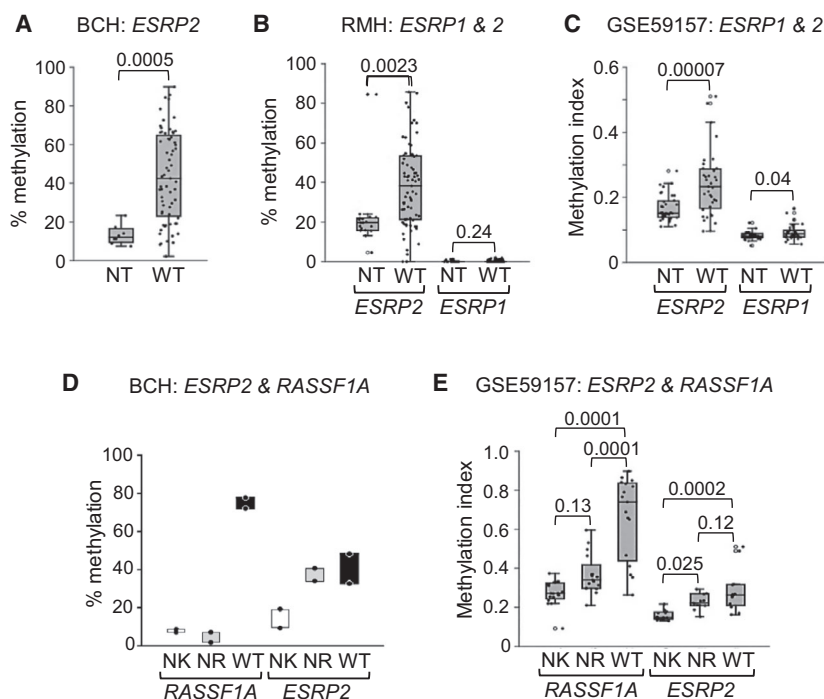 A BCH: ESRP2
% methylation
100
80
60
40
20
0
0.0005
NT WT
B RMH: ESRP1 & 2
% methylation
100
80
60
40
20
0
0.0023
0.24
NT WT NT WT
ESRP2 ESRP1
C GSE59157: ESRP1 & 2
Methylation index
0.6
0.4
0.2
0
0.00007
0.04
NT WT NT WT
ESRP2 ESRP1
D BCH: ESRP2 & RASSF1A
% methylation
100
80
60
40
20
0
NK NR WT NK NR WT
RASSF1A ESRP2
E GSE59157: ESRP2 & RASSF1A
Methylation index
1.0
0.8
0.6
0.4
0.2
0
0.0001
0.0001
0.13
0.0002
0.12
0.025
NK NR WT NK NR WT
RASSF1A ESRP2